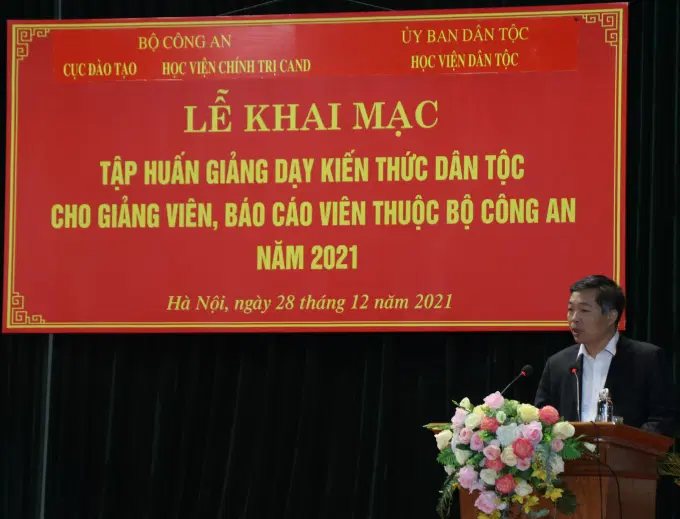 BỘ CÔNG AN
ỦY BAN DÂN TỘC
CỤC ĐÀO TẠO HỌC VIỆN CHÍNH TRỊ CAND
HỌC VIỆN DÂN TỘC
LỄ KHAI MẠC
TẬP HUẤN GIẢNG DẠY KIẾN THỨC DÂN TỘC
CHO GIẢNG VIÊN, BÁO CÁO VIÊN THUỘC BỘ CÔNG AN
NĂM 2021
Hà Nội, ngày 28 tháng 12 năm 2021